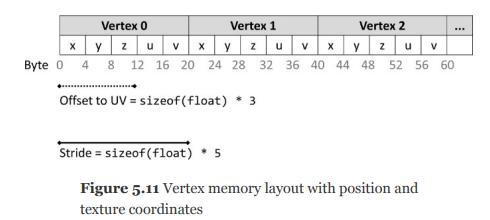 Vertex 0 Vertex 1 Vertex 2 ...
x y z u v x y z u v x y z u v
Byte 0 4 8 12 16 20 24 28 32 36 40 44 48 52 56 60
Offset to UV = sizeof(float) * 3
Stride = sizeof(float) * 5
Figure 5.11 Vertex memory layout with position and
texture coordinates